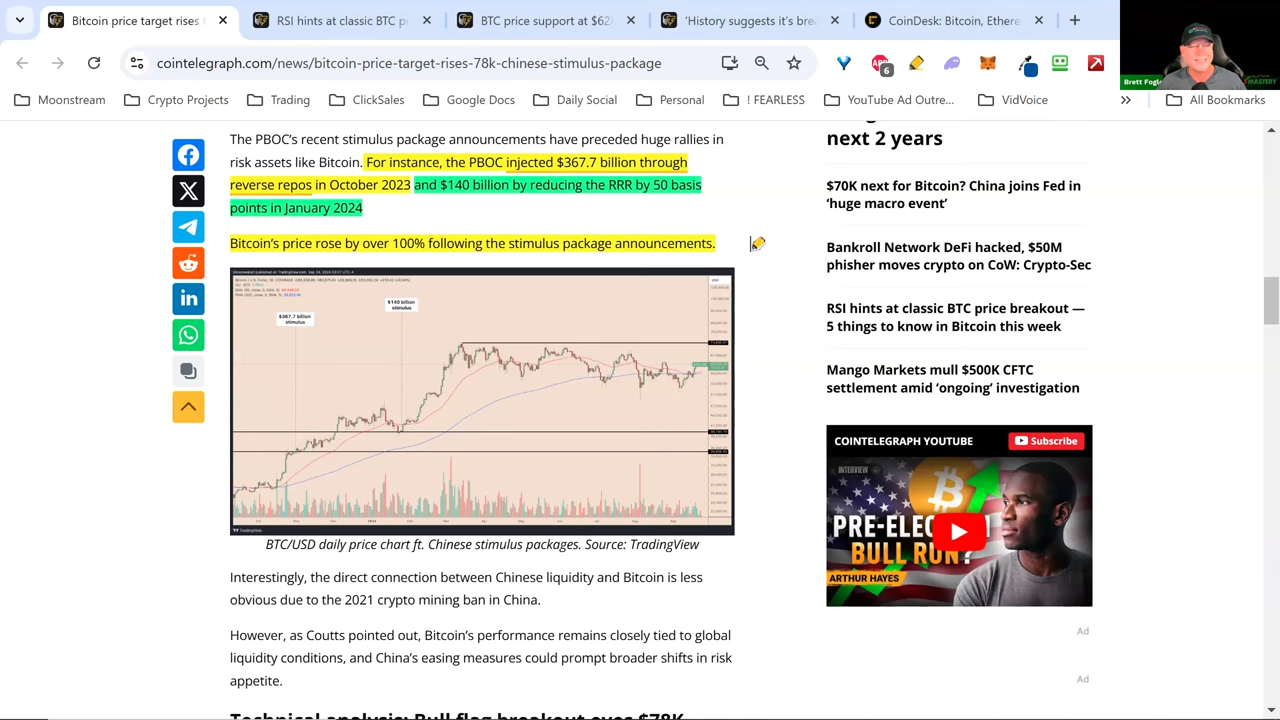 Bitcoin price target rises t
RSI hints at classic BTC p
BTC price support at $62
'History suggests it's brea
CoinDesk: Bitcoin, Ethere
cointelegraph.com/news/bitcoin-price-target-rises-78k-chinese-stimulus-package
6
Brett Fogle
MASTERY
Moonstream
Crypto Projects
Trading
ClickSales
Google Docs
Daily Social
Personal
! FEARLESS
YouTube Ad Outre...
VidVoice
All Bookmarks
The PBOC's recent stimulus package announcements have preceded huge rallies in
risk assets like Bitcoin. For instance, the PBOC injected $367.7 billion through
reverse repos in October 2023 and $140 billion by reducing the RRR by 50 basis
points in January 2024
Bitcoin's price rose by over 100% following the stimulus package announcements.
$367.7 billion
stimulus
$140 billion
stimulus
TradingView
BTC/USD daily price chart ft. Chinese stimulus packages. Source: TradingView
Interestingly, the direct connection between Chinese liquidity and Bitcoin is less
obvious due to the 2021 crypto mining ban in China.
However, as Coutts pointed out, Bitcoin's performance remains closely tied to global
liquidity conditions, and China's easing measures could prompt broader shifts in risk
appetite.
Technical analysis: Bull flag breakout eyes $78K
next 2 years
$70K next for Bitcoin? China joins Fed in
'huge macro event'
Bankroll Network DeFi hacked, $50M
phisher moves crypto on CoW: Crypto-Sec
RSI hints at classic BTC price breakout —
5 things to know in Bitcoin this week
Mango Markets mull $500K CFTC
settlement amid 'ongoing' investigation
COINTELEGRAPH YOUTUBE
Subscribe
INTERVIEW
PRE-ELECTION
BULL RUN?
ARTHUR HAYES
Ad
Ad